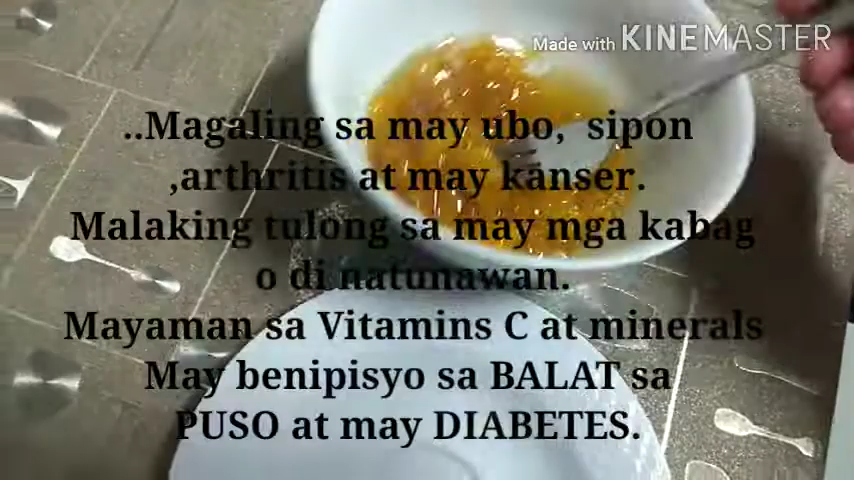 Made with KINEMASTER
..Magaling sa may ubo, sipon
,arthritis at may kanser.
Malaking tulong sa may mga kabag
o di natunawan.
Mayaman sa Vitamins C at minerals
May benipisyo sa BALAT sa
PUSO at may DIABETES.